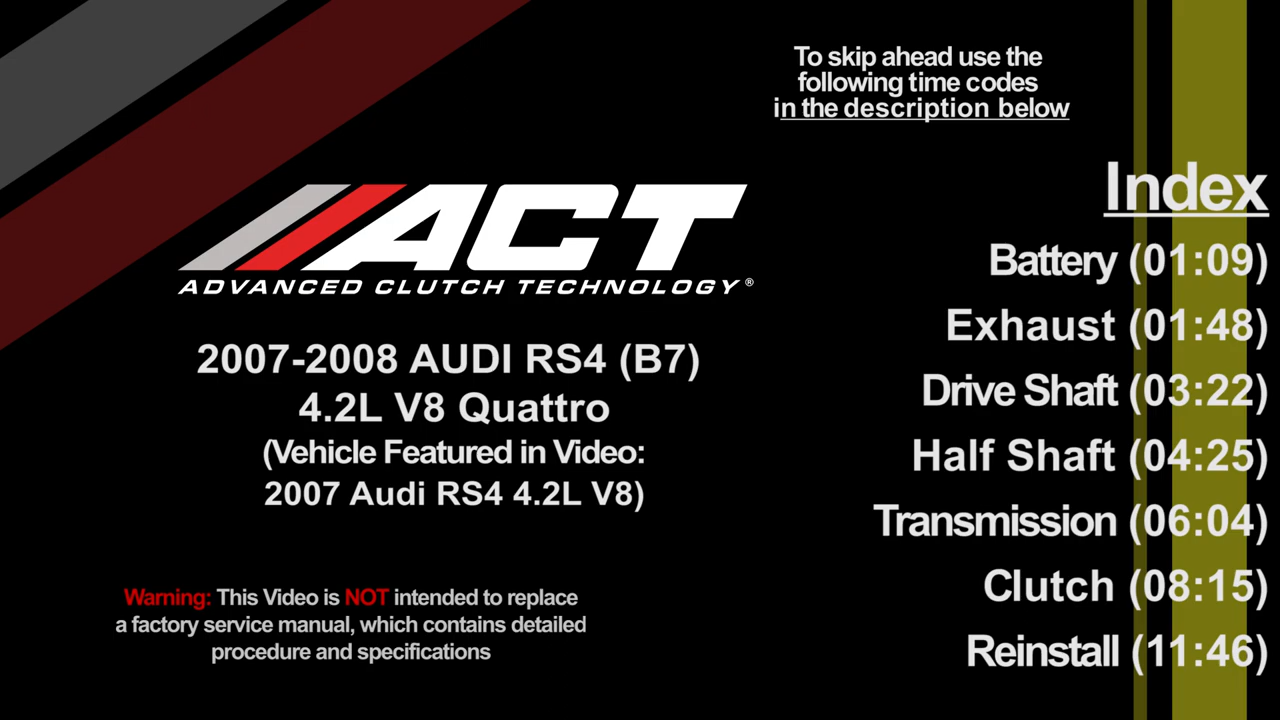 To skip ahead use the
following time codes
in the description below
ACT
ADVANCED CLUTCH TECHNOLOGY®
2007-2008 AUDI RS4 (B7)
4.2L V8 Quattro
(Vehicle Featured in Video:
2007 Audi RS4 4.2L V8)
Warning: This Video is NOT intended to replace
a factory service manual, which contains detailed
procedure and specifications
Index
Battery (01:09)
Exhaust (01:48)
Drive Shaft (03:22)
Half Shaft (04:25)
Transmission (06:04)
Clutch (08:15)
Reinstall (11:46)